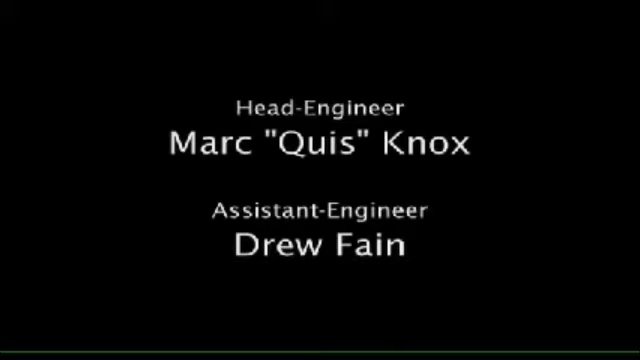 Head-Engineer
Marc "Quis" Knox
Assistant-Engineer
Drew Fain